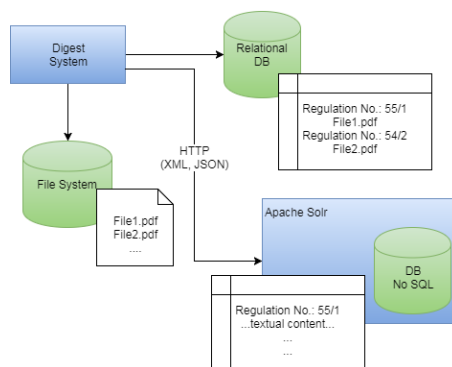 Digest
System
Relational
DB
Regulation No.: 55/1
File1.pdf
Regulation No.: 54/2
File2.pdf
HTTP
(XML, JSON)
File System
File1.pdf
File2.pdf
....
Apache Solr
DB
No SQL
Regulation No.: 55/1
...textual content...
...
...